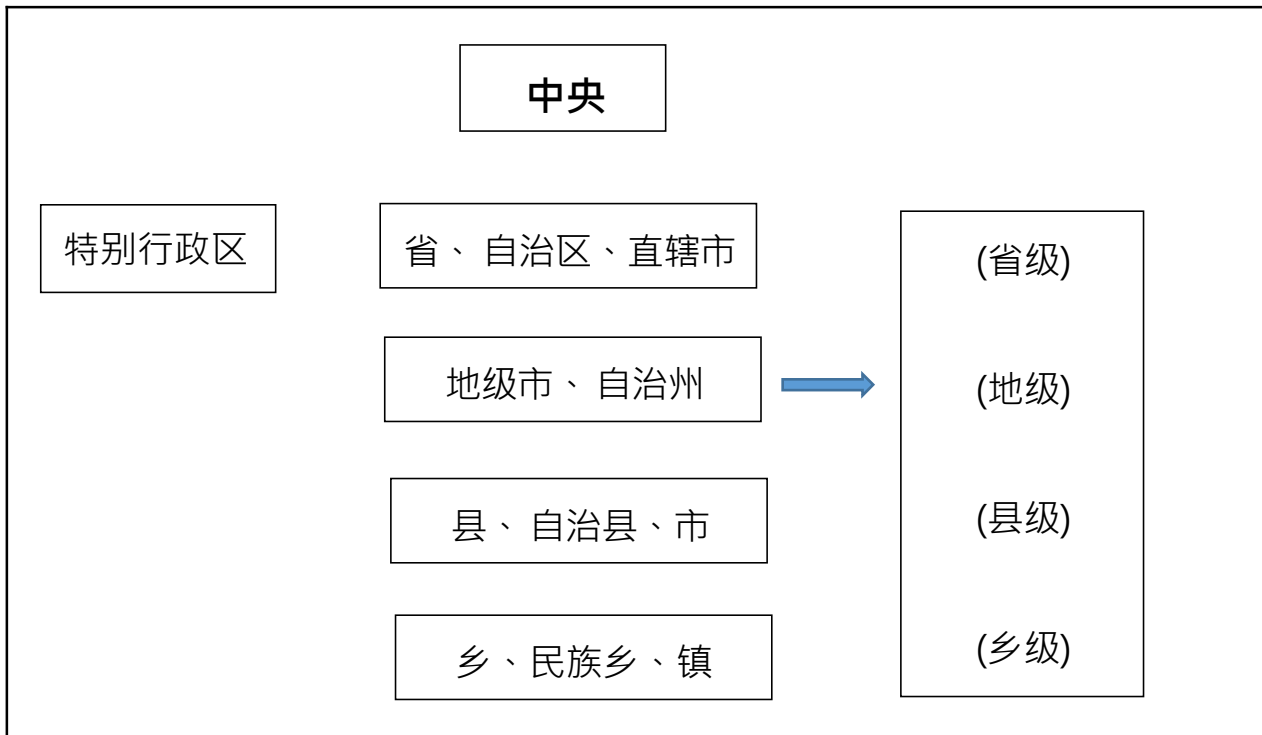 中央
特别行政区
省、 自治区、直辖市
(省级)
地级市、 自治州
(地级)
县、 自治县、市
(县级)
乡、民族乡、镇
(乡级)